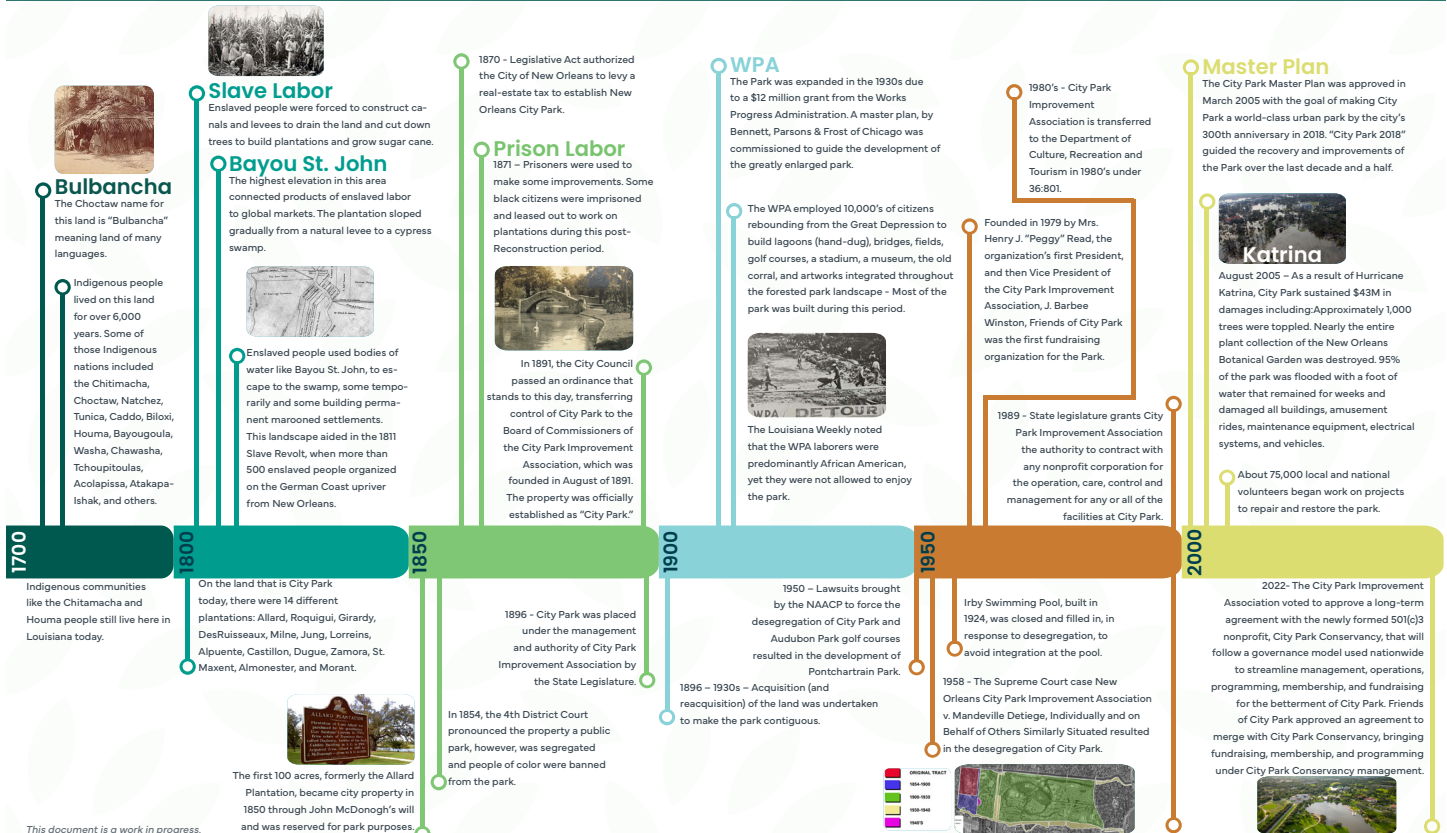 Bulbancha
The Choctaw name for
this land is “Bulbancha”
meaning land of many
languages.
Indigenous people
lived on this land
for over 6,000
years. Some of
those Indigenous
nations included
the Chitimacha,
Choctaw, Natchez,
Tunica, Caddo, Biloxi,
Houma, Bayougoula,
Washa, Chawasha,
Tchoupitoulas,
Acolapissa, Atakapa-
Ishak, and others.
1700
Indigenous communities
like the Chitamacha and
Houma people still live here in
Louisiana today.
Slave Labor
Enslaved people were forced to construct ca-
nals and levees to drain the land and cut down
trees to build plantations and grow sugar cane.
Bayou St. John
The highest elevation in this area
connected products of enslaved labor
to global markets. The plantation sloped
gradually from a natural levee to a cypress
swamp.
Enslaved people used bodies of
water like Bayou St. John, to es-
cape to the swamp, some tempo-
rarily and some building perma-
nent marooned settlements.
This landscape aided in the 1811
Slave Revolt, when more than
500 enslaved people organized
on the German Coast upriver
from New Orleans.
1800
On the land that is City Park
today, there were 14 different
plantations: Allard, Roquigui, Girardy,
DesRuisseaux, Milne, Jung, Lorreins,
Alpuente, Castillon, Dugue, Zamora, St.
Maxent, Almonester, and Morant.
ALLARD PLANTATION
The first 100 acres, formerly the Allard
Plantation, became city property in
1850 through John McDonogh’s will
and was reserved for park purposes.
1870 - Legislative Act authorized
the City of New Orleans to levy a
real-estate tax to establish New
Orleans City Park.
Prison Labor
1871 – Prisoners were used to
make some improvements. Some
black citizens were imprisoned
and leased out to work on
plantations during this post-
Reconstruction period.
In 1891, the City Council
passed an ordinance that
stands to this day, transferring
control of City Park to the
Board of Commissioners of
the City Park Improvement
Association, which was
founded in August of 1891.
The property was officially
established as “City Park.”
1850
1896 - City Park was placed
under the management
and authority of City Park
Improvement Association by
the State Legislature.
In 1854, the 4th District Court
pronounced the property a public
park, however, was segregated
and people of color were banned
from the park.
WPA
The Park was expanded in the 1930s due
to a $12 million grant from the Works
Progress Administration. A master plan, by
Bennett, Parsons & Frost of Chicago was
commissioned to guide the development of
the greatly enlarged park.
The WPA employed 10,000’s of citizens
rebounding from the Great Depression to
build lagoons (hand-dug), bridges, fields,
golf courses, a stadium, a museum, the old
corral, and artworks integrated throughout
the forested park landscape - Most of the
park was built during this period.
WPA DETOUR
The Louisiana Weekly noted
that the WPA laborers were
predominantly African American,
yet they were not allowed to enjoy
the park.
1900
1950 – Lawsuits brought
by the NAACP to force the
desegregation of City Park and
Audubon Park golf courses
resulted in the development of
Pontchartrain Park.
1896 – 1930s – Acquisition (and
reacquisition) of the land was undertaken
to make the park contiguous.
1980’s - City Park
Improvement
Association is transferred
to the Department of
Culture, Recreation and
Tourism in 1980’s under
36:801.
Founded in 1979 by Mrs.
Henry J. “Peggy” Read, the
organization’s first President,
and then Vice President of
the City Park Improvement
Association, J. Barbee
Winston, Friends of City Park
was the first fundraising
organization for the Park.
1989 - State legislature grants City
Park Improvement Association
the authority to contract with
any nonprofit corporation for
the operation, care, control and
management for any or all of the
facilities at City Park.
1950
Irby Swimming Pool, built in
1924, was closed and filled in, in
response to desegregation, to
avoid integration at the pool.
1958 - The Supreme Court case New
Orleans City Park Improvement Association
v. Mandeville Detiege, Individually and on
Behalf of Others Similarly Situated resulted
in the desegregation of City Park.
ORIGINAL TRACT
1854-1900
1900-1930
1930-1940
1940'S
Master Plan
The City Park Master Plan was approved in
March 2005 with the goal of making City
Park a world-class urban park by the city’s
300th anniversary in 2018. “City Park 2018”
guided the recovery and improvements of
the Park over the last decade and a half.
Katrina
August 2005 – As a result of Hurricane
Katrina, City Park sustained $43M in
damages including:Approximately 1,000
trees were toppled. Nearly the entire
plant collection of the New Orleans
Botanical Garden was destroyed. 95%
of the park was flooded with a foot of
water that remained for weeks and
damaged all buildings, amusement
rides, maintenance equipment, electrical
systems, and vehicles.
About 75,000 local and national
volunteers began work on projects
to repair and restore the park.
2000
2022- The City Park Improvement
Association voted to approve a long-term
agreement with the newly formed 501(c)3
nonprofit, City Park Conservancy, that will
follow a governance model used nationwide
to streamline management, operations,
programming, membership, and fundraising
for the betterment of City Park. Friends
of City Park approved an agreement to
merge with City Park Conservancy, bringing
fundraising, membership, and programming
under City Park Conservancy management.
This document is a work in progress.